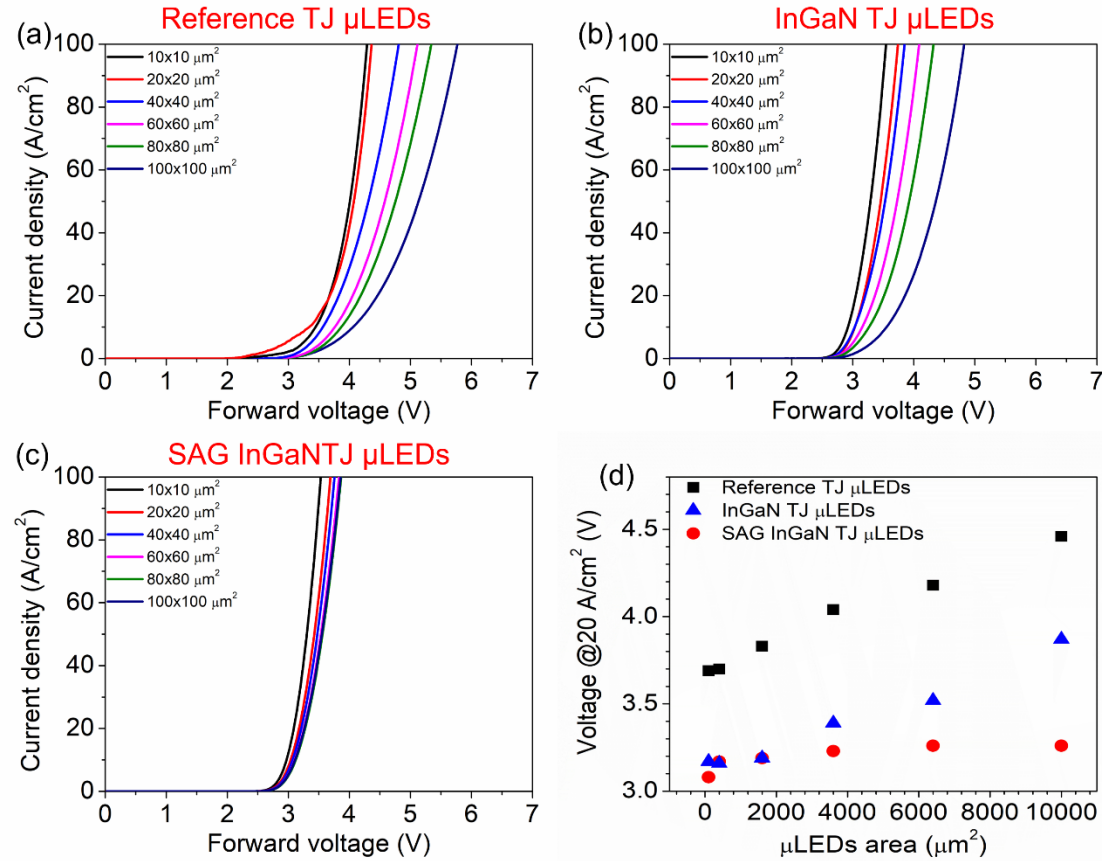 Reference TJ μLEDs
(a)
100
80
60
40
20
0
Current density (A/cm²)
10x10 μm²
20x20 μm²
40x40 μm²
60x60 μm²
80x80 μm²
100x100 μm²
0 1 2 3 4 5 6 7
Forward voltage (V)
InGaN TJ μLEDs
(b)
100
80
60
40
20
0
Current density (A/cm²)
10x10 μm²
20x20 μm²
40x40 μm²
60x60 μm²
80x80 μm²
100x100 μm²
0 1 2 3 4 5 6 7
Forward voltage (V)
SAG InGaNTJ μLEDs
(c)
100
80
60
40
20
0
Current density (A/cm²)
10x10 μm²
20x20 μm²
40x40 μm²
60x60 μm²
80x80 μm²
100x100 μm²
0 1 2 3 4 5 6 7
Forward voltage (V)
(d)
Reference TJ μLEDs
InGaN TJ μLEDs
SAG InGaN TJ μLEDs
4.5
4.0
3.5
3.0
Voltage @20 A/cm² (V)
0 2000 4000 6000 8000 10000
μLEDs area (μm²)